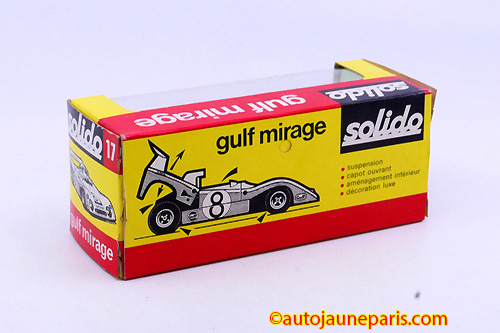 gulf mirage
solido
solido
17
gulf mirage
gulf mirage
solido
• suspension
• capot ouvrant
• aménagement intérieur
• décoration luxe
8
©autojauneparis.com